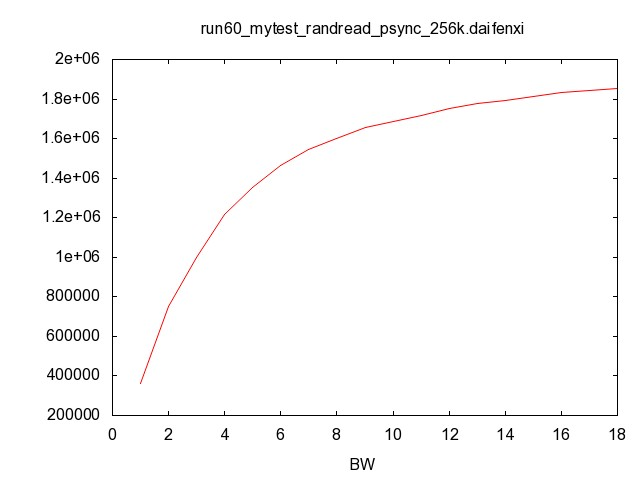 run60_mytest_randread_psync_256k.daifenxi
2e+06
1.8e+06
1.6e+06
1.4e+06
1.2e+06
1e+06
800000
600000
400000
200000
0 2 4 6 8 10 12 14 16 18
BW